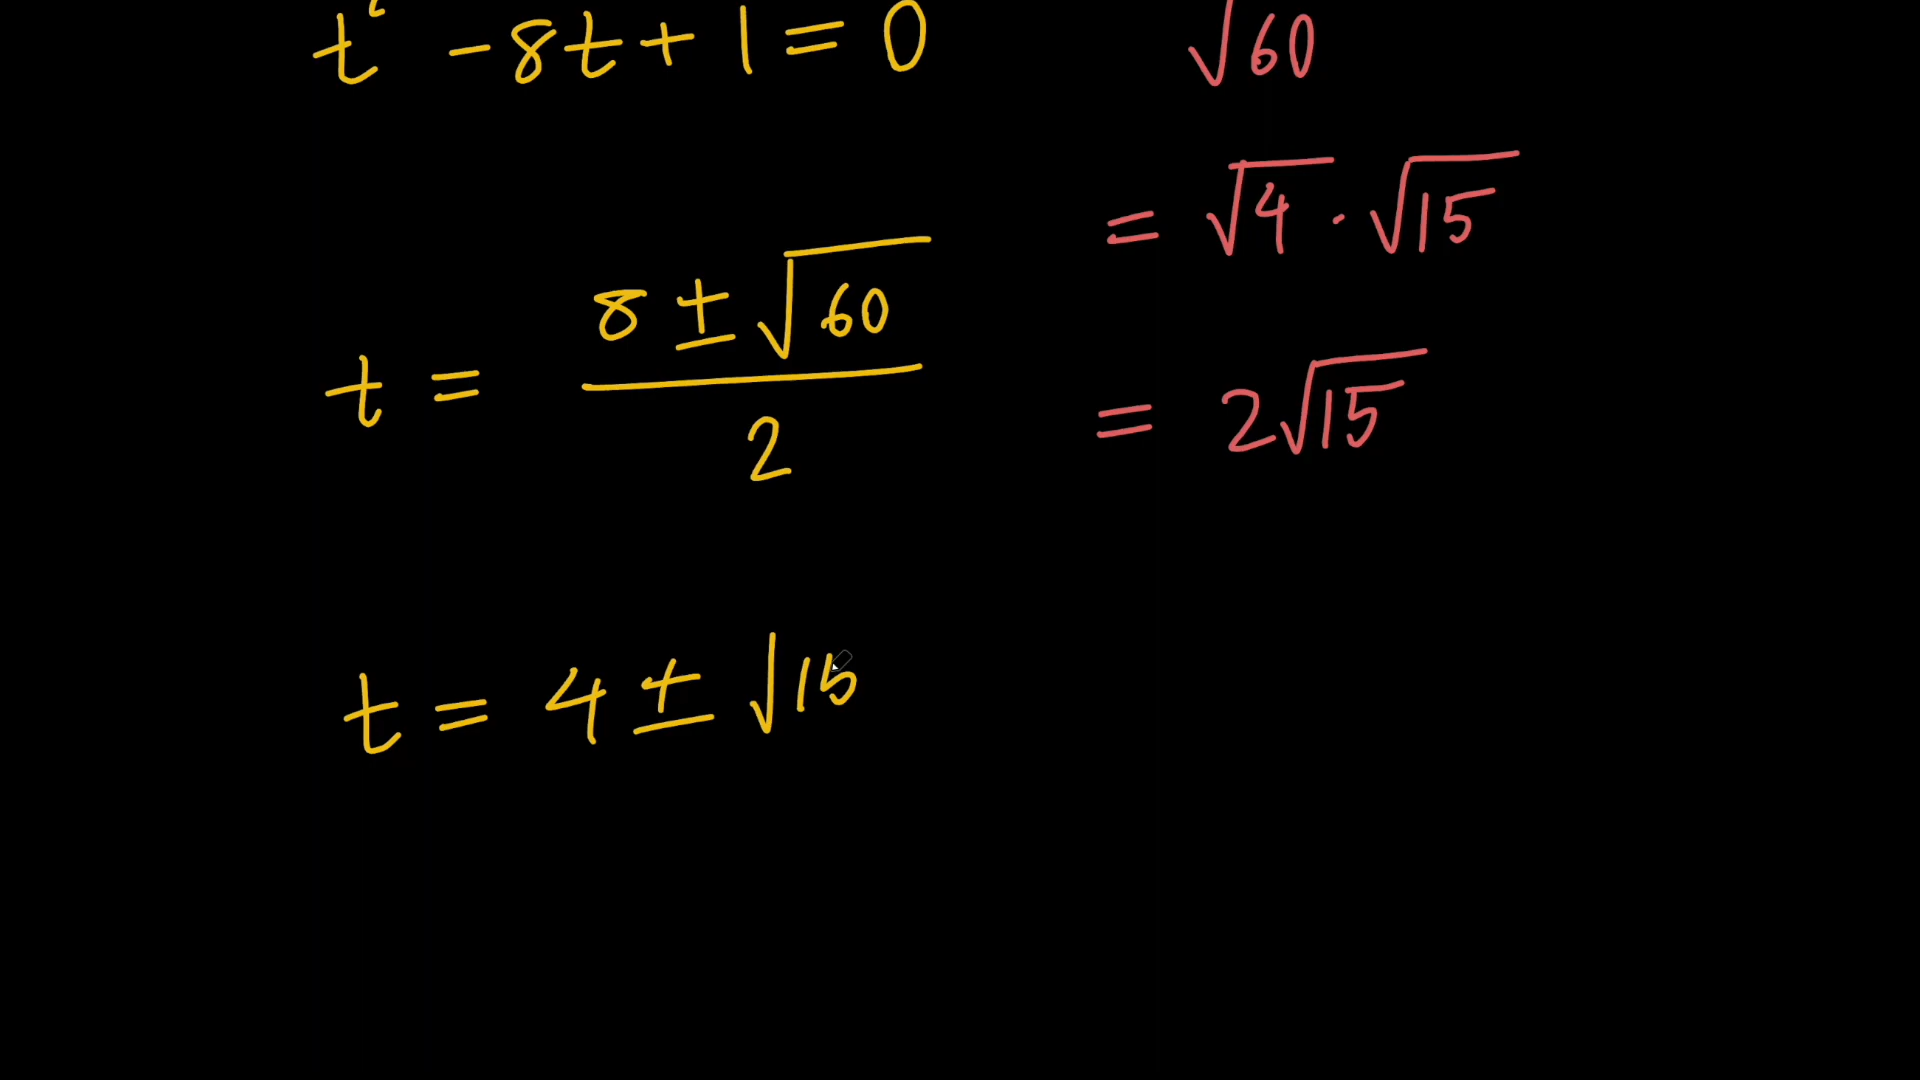 t² - 8t + 1 = 0
t = (8 ± √60) / 2
t = 4 ± √15
√60
= √4 · √15
= 2√15